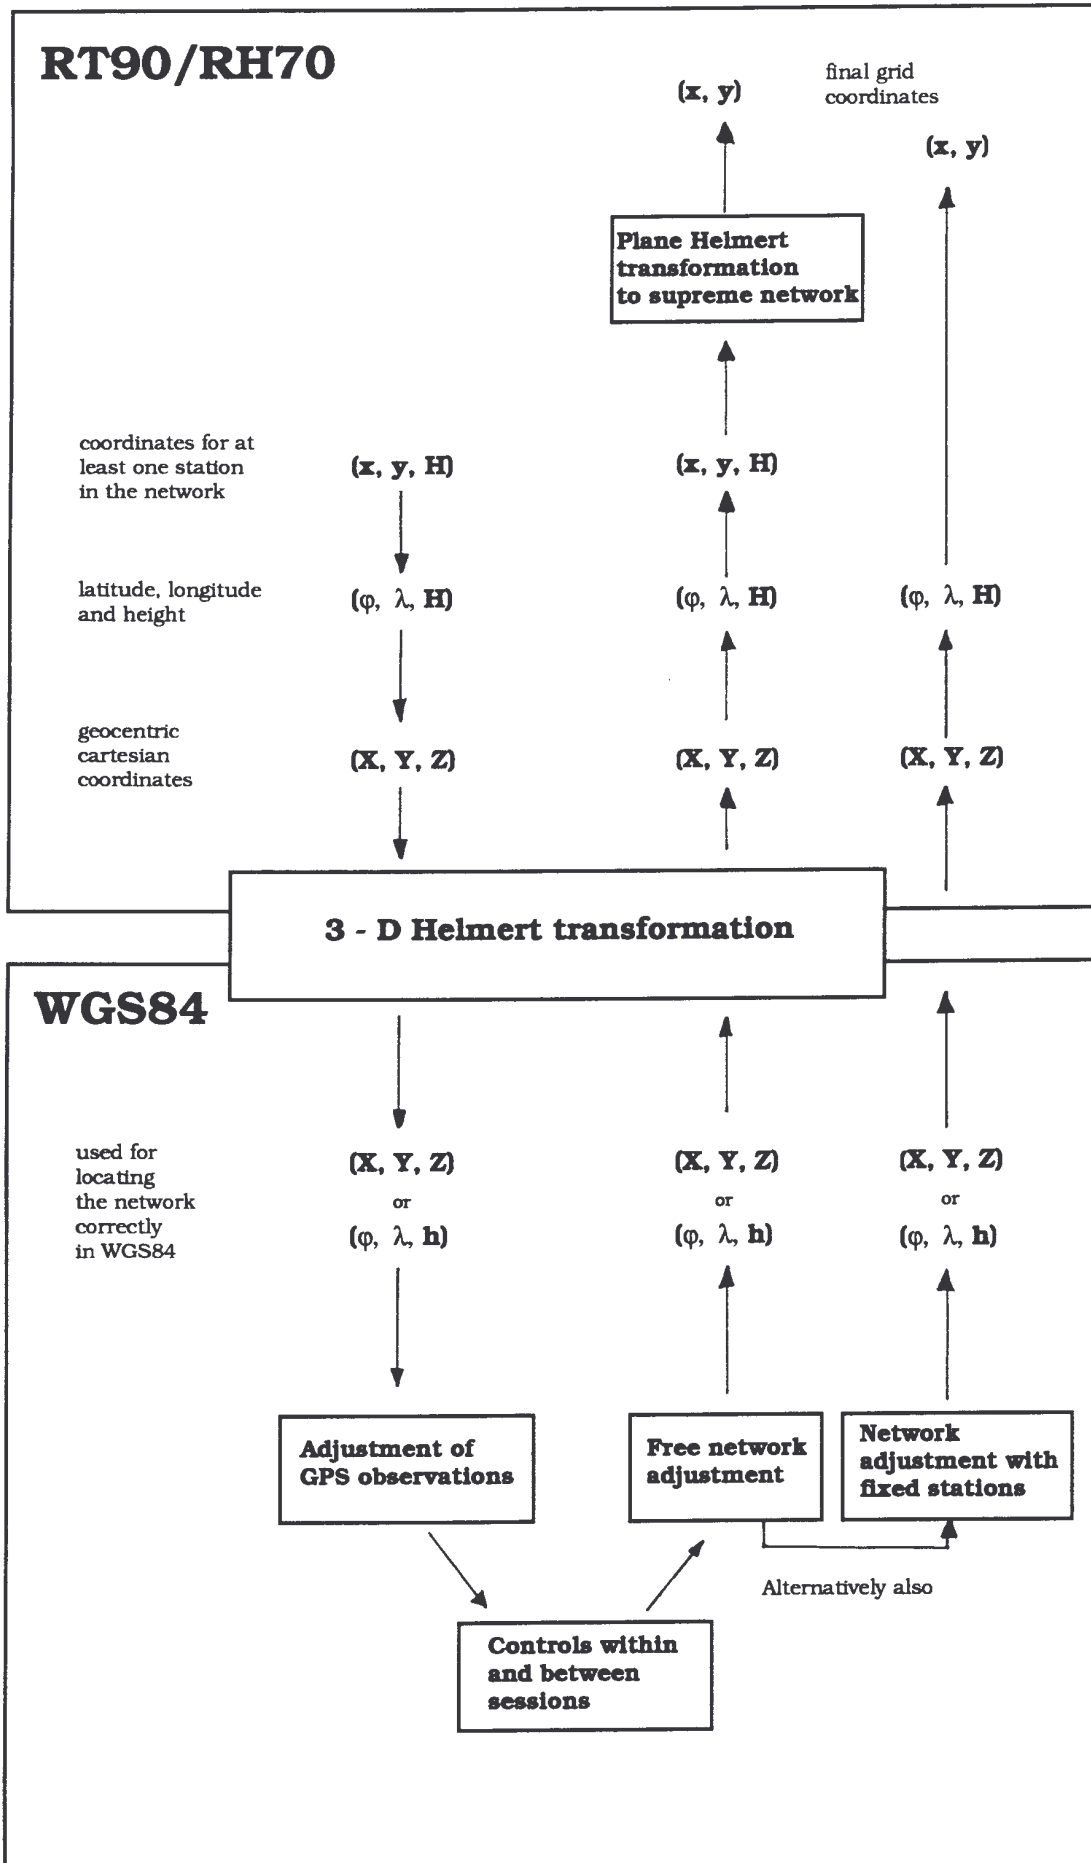 RT90/RH70
final grid
coordinates
(x, y)
(x, y)
Plane Helmert
transformation
to supreme network
coordinates for at
least one station
in the network
(x, y, H)
(x, y, H)
latitude, longitude
and height
(φ, λ, H)
(φ, λ, H)
(φ, λ, H)
geocentric
cartesian
coordinates
(X, Y, Z)
(X, Y, Z)
(X, Y, Z)
3 - D Helmert transformation
WGS84
used for
locating
the network
correctly
in WGS84
(X, Y, Z)
or
(φ, λ, h)
(X, Y, Z)
or
(φ, λ, h)
(X, Y, Z)
or
(φ, λ, h)
Adjustment of
GPS observations
Free network
adjustment
Network
adjustment with
fixed stations
Alternatively also
Controls within
and between
sessions